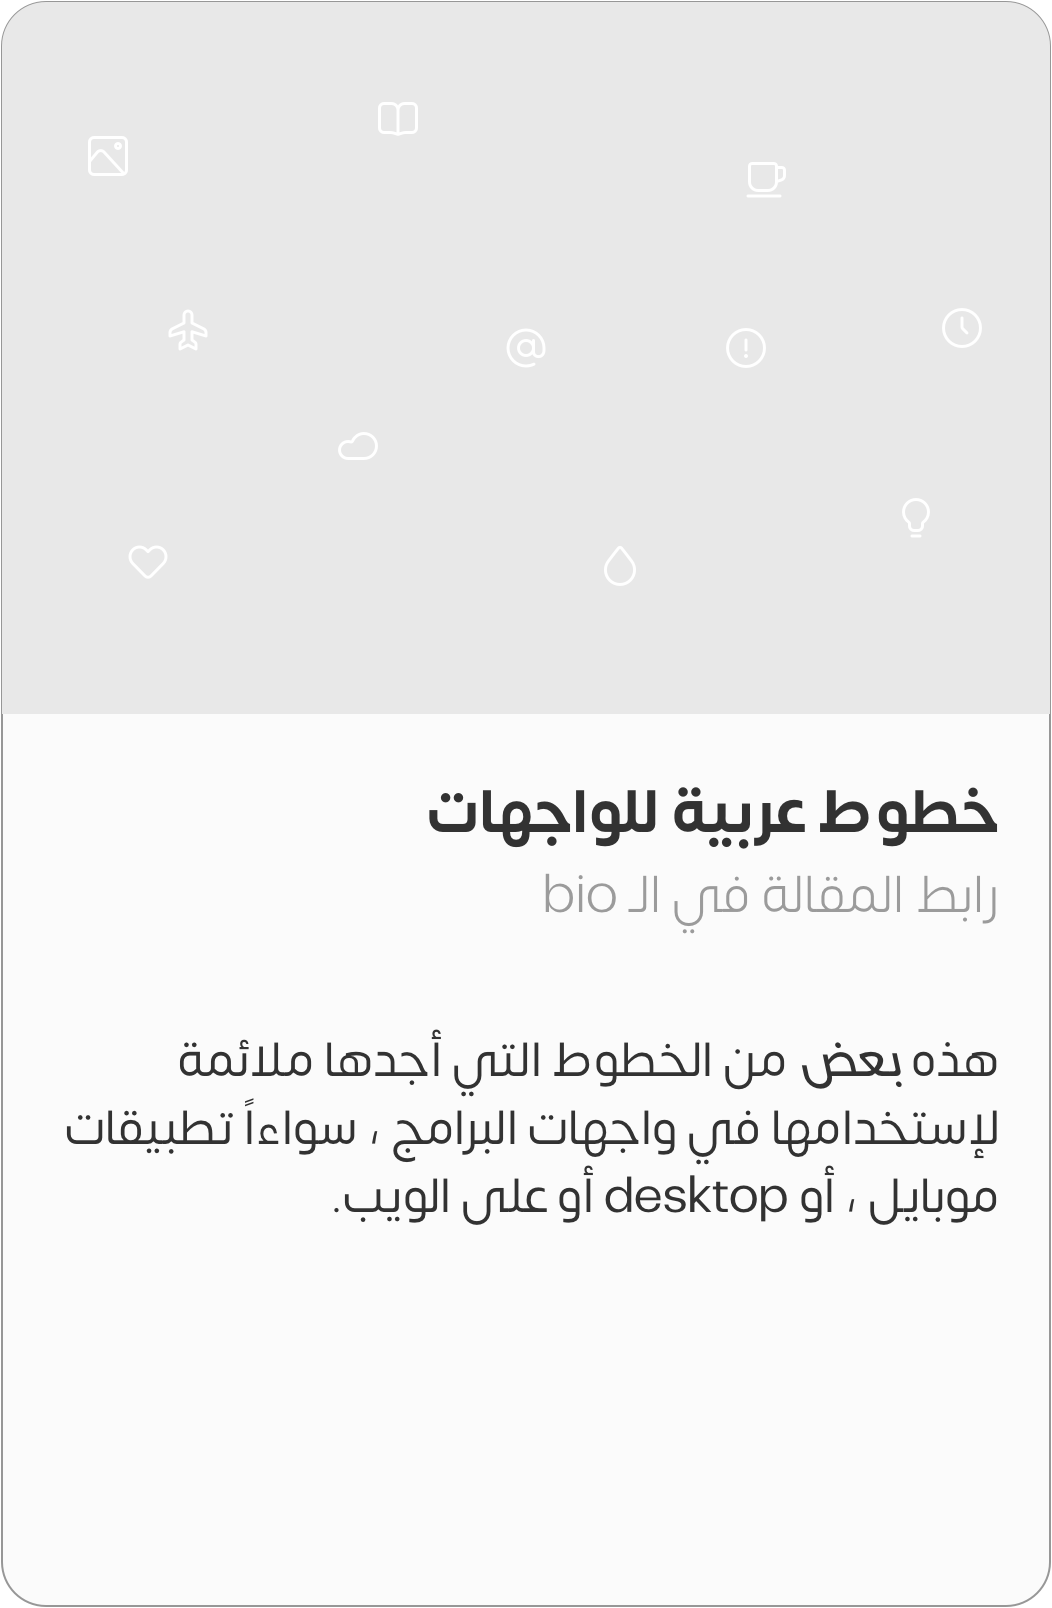 خطوط عربية للواجهات
رابط المقالة في الـ bio
هذه بعض من الخطوط التي أجدها ملائمة
لإستخدامها في واجهات البرامج ، سواءاً تطبيقات
موبايل ، أو desktop أو على الويب.